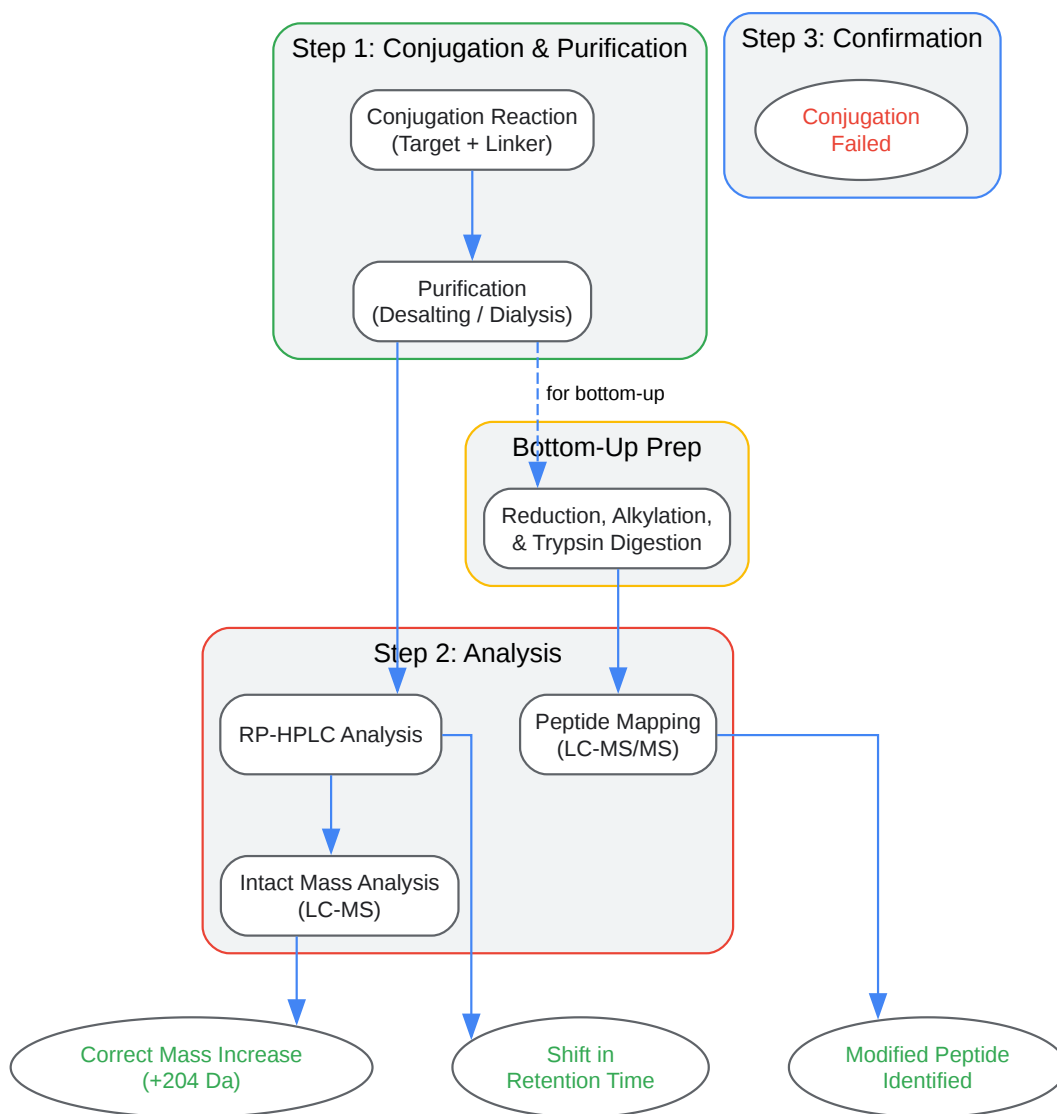 Step 1: Conjugation & Purification
Conjugation Reaction
(Target + Linker)
Purification
(Desalting / Dialysis)
Step 3: Confirmation
Conjugation
Failed
for bottom-up
Bottom-Up Prep
Reduction, Alkylation,
& Trypsin Digestion
Step 2: Analysis
RP-HPLC Analysis
Peptide Mapping
(LC-MS/MS)
Intact Mass Analysis
(LC-MS)
Correct Mass Increase
(+204 Da)
Shift in
Retention Time
Modified Peptide
Identified